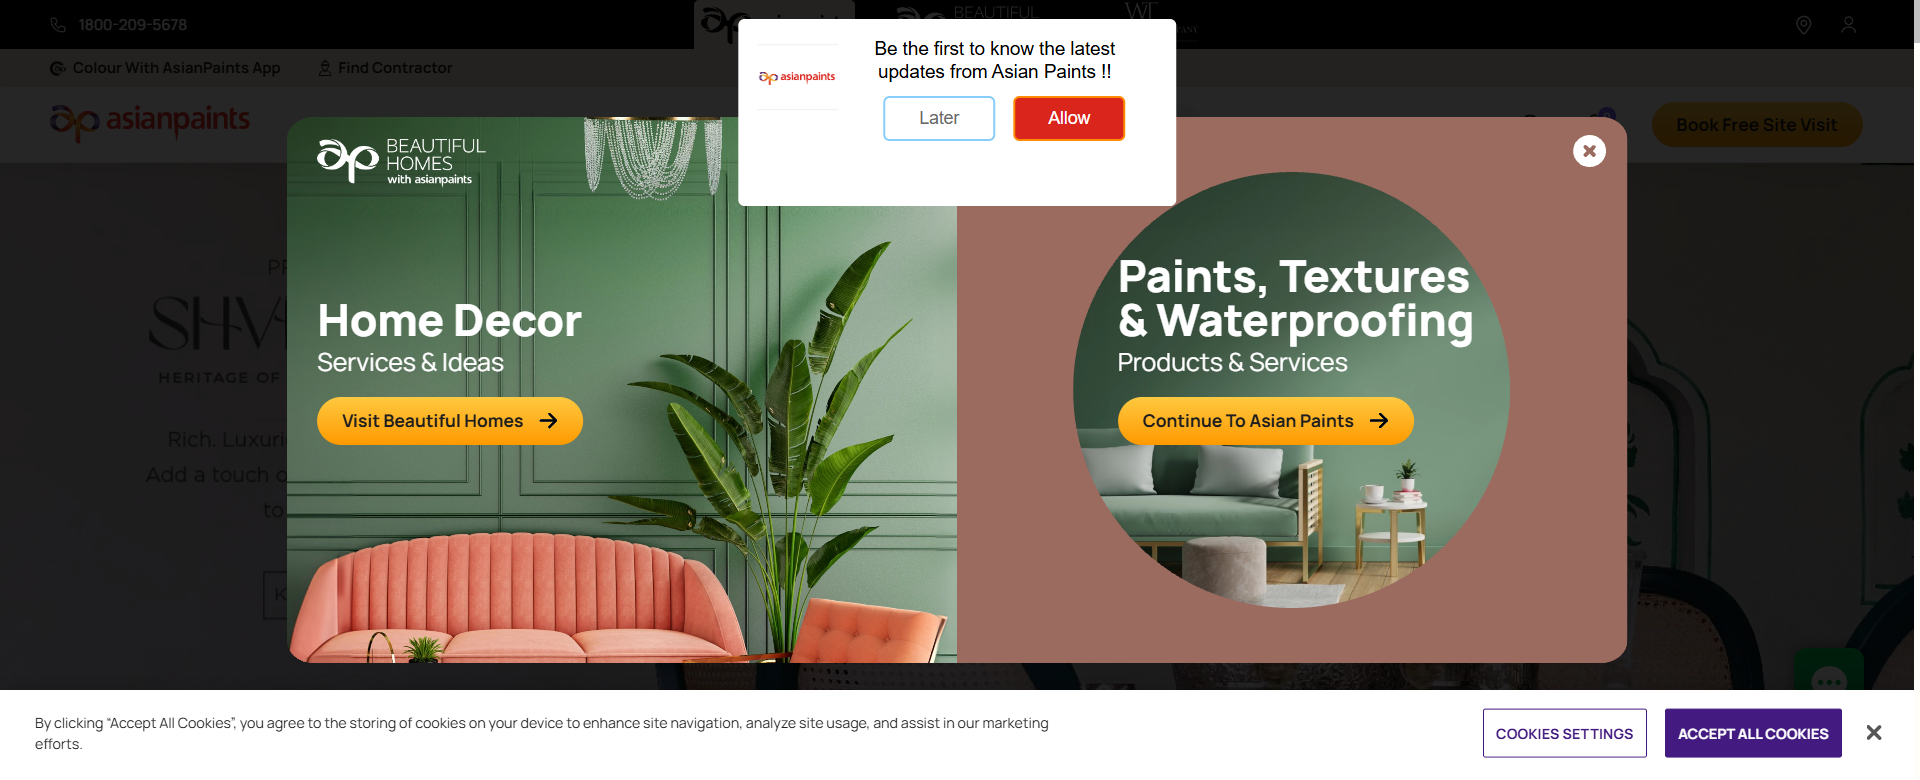 1800-209-5678
BEAUTIFUL
WT
Colour With AsianPaints App
Find Contractor
asianpaints
Book Free Site Visit
asianpaints
Be the first to know the latest
updates from Asian Paints !!
Later
Allow
BEAUTIFUL
HOMES
with asianpaints
Home Decor
Services & Ideas
Visit Beautiful Homes
Paints, Textures
& Waterproofing
Products & Services
Continue To Asian Paints
HERITAGE OF
Add a touch
to
By clicking “Accept All Cookies”, you agree to the storing of cookies on your device to enhance site navigation, analyze site usage, and assist in our marketing
efforts.
COOKIES SETTINGS
ACCEPT ALL COOKIES